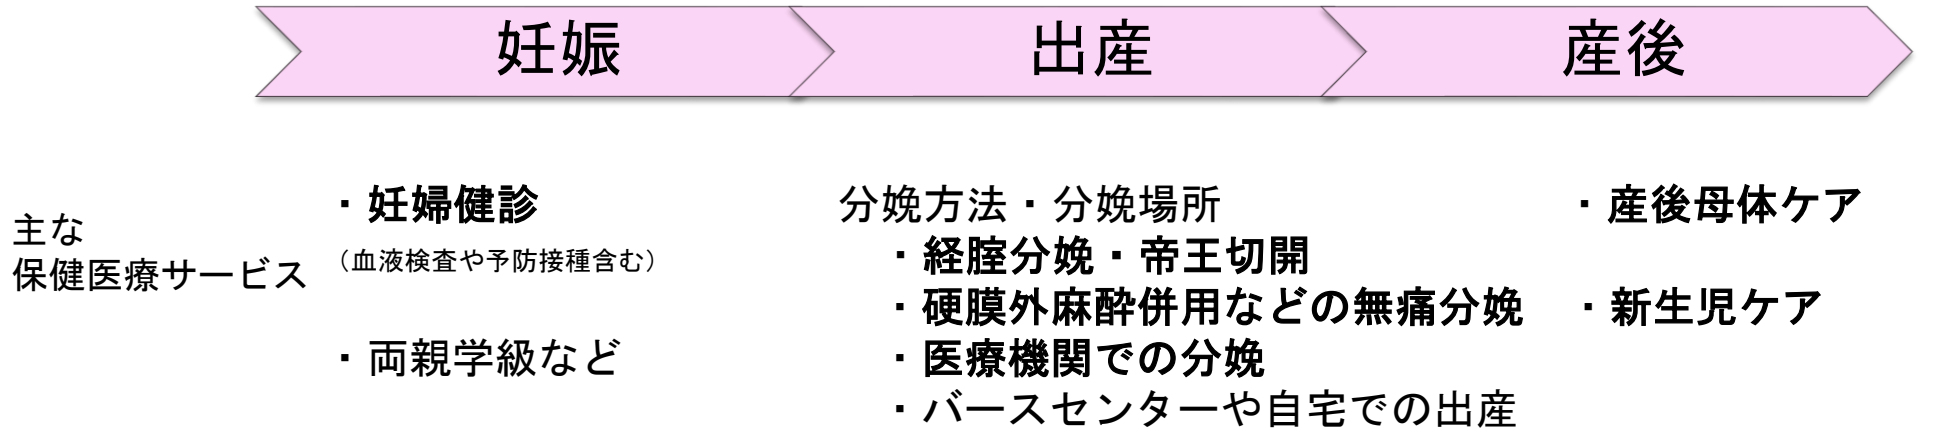 妊娠
出産
産後
主な
保健医療サービス
・妊婦健診
（血液検査や予防接種含む）
・両親学級など
分娩方法・分娩場所
・経腟分娩・帝王切開
・硬膜外麻酔併用などの無痛分娩
・医療機関での分娩
・バースセンターや自宅での出産
・産後母体ケア
・新生児ケア